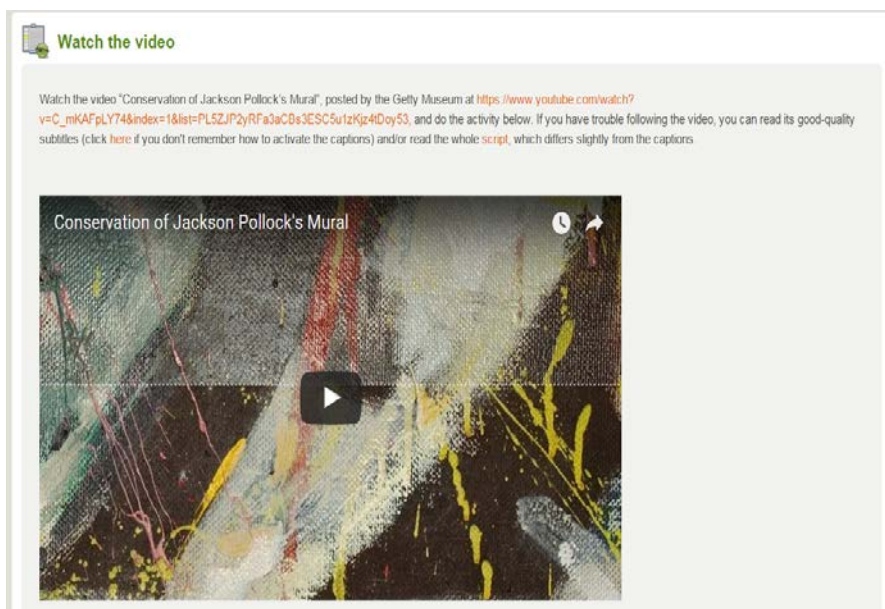 Watch the video
Watch the video "Conservation of Jackson Pollock's Mural", posted by the Getty Museum at https://www.youtube.com/watch?
v=C_mKAFpLY74&index=1&list=PL5ZJP2yRFa3aCBs3ESC5u1zKjz4tDoy53, and do the activity below. If you have trouble following the video, you can read its good-quality
subtitles (click here if you don't remember how to activate the captions) and/or read the whole script, which differs slightly from the captions
Conservation of Jackson Pollock's Mural